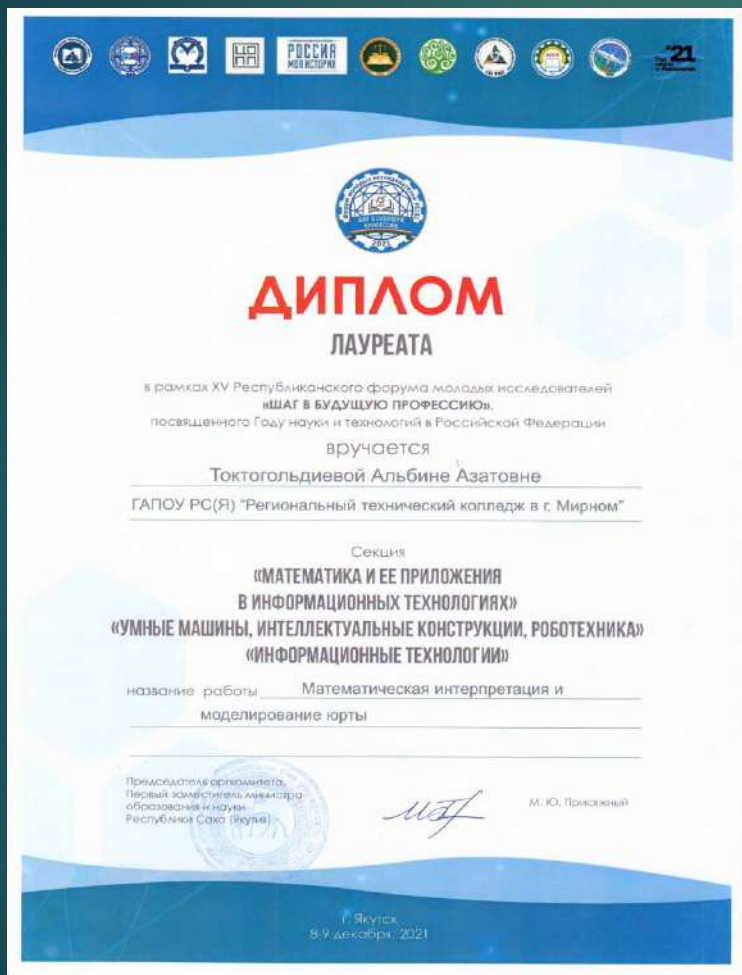 РОССИЯ
МОЯ ИСТОРИЯ
21
2021
ДИПЛОМ
ЛАУРЕАТА
в рамках XV Республиканского форума молодых исследователей
«ШАГ В БУДУЩУЮ ПРОФЕССИЮ»,
посвященного Году науки и технологий в Российской Федерации
вручается
Токтогольдиевой Альбине Азатовне
ГАПОУ РС(Я) "Региональный технический колледж в г. Мирном"
Секция
«МАТЕМАТИКА И ЕЕ ПРИЛОЖЕНИЯ
В ИНФОРМАЦИОННЫХ ТЕХНОЛОГИЯХ»
«УМНЫЕ МАШИНЫ, ИНТЕЛЛЕКТУАЛЬНЫЕ КОНСТРУКЦИИ, РОБОТЕХНИКА»
«ИНФОРМАЦИОННЫЕ ТЕХНОЛОГИИ»
название работы Математическая интерпретация и
моделирование юрты
Председатель оргкомитета,
Первый заместитель министра
образования и науки
Республики Саха (Якутия)
М. Ю. Присяжный
г. Якутск
8-9 декабря, 2021